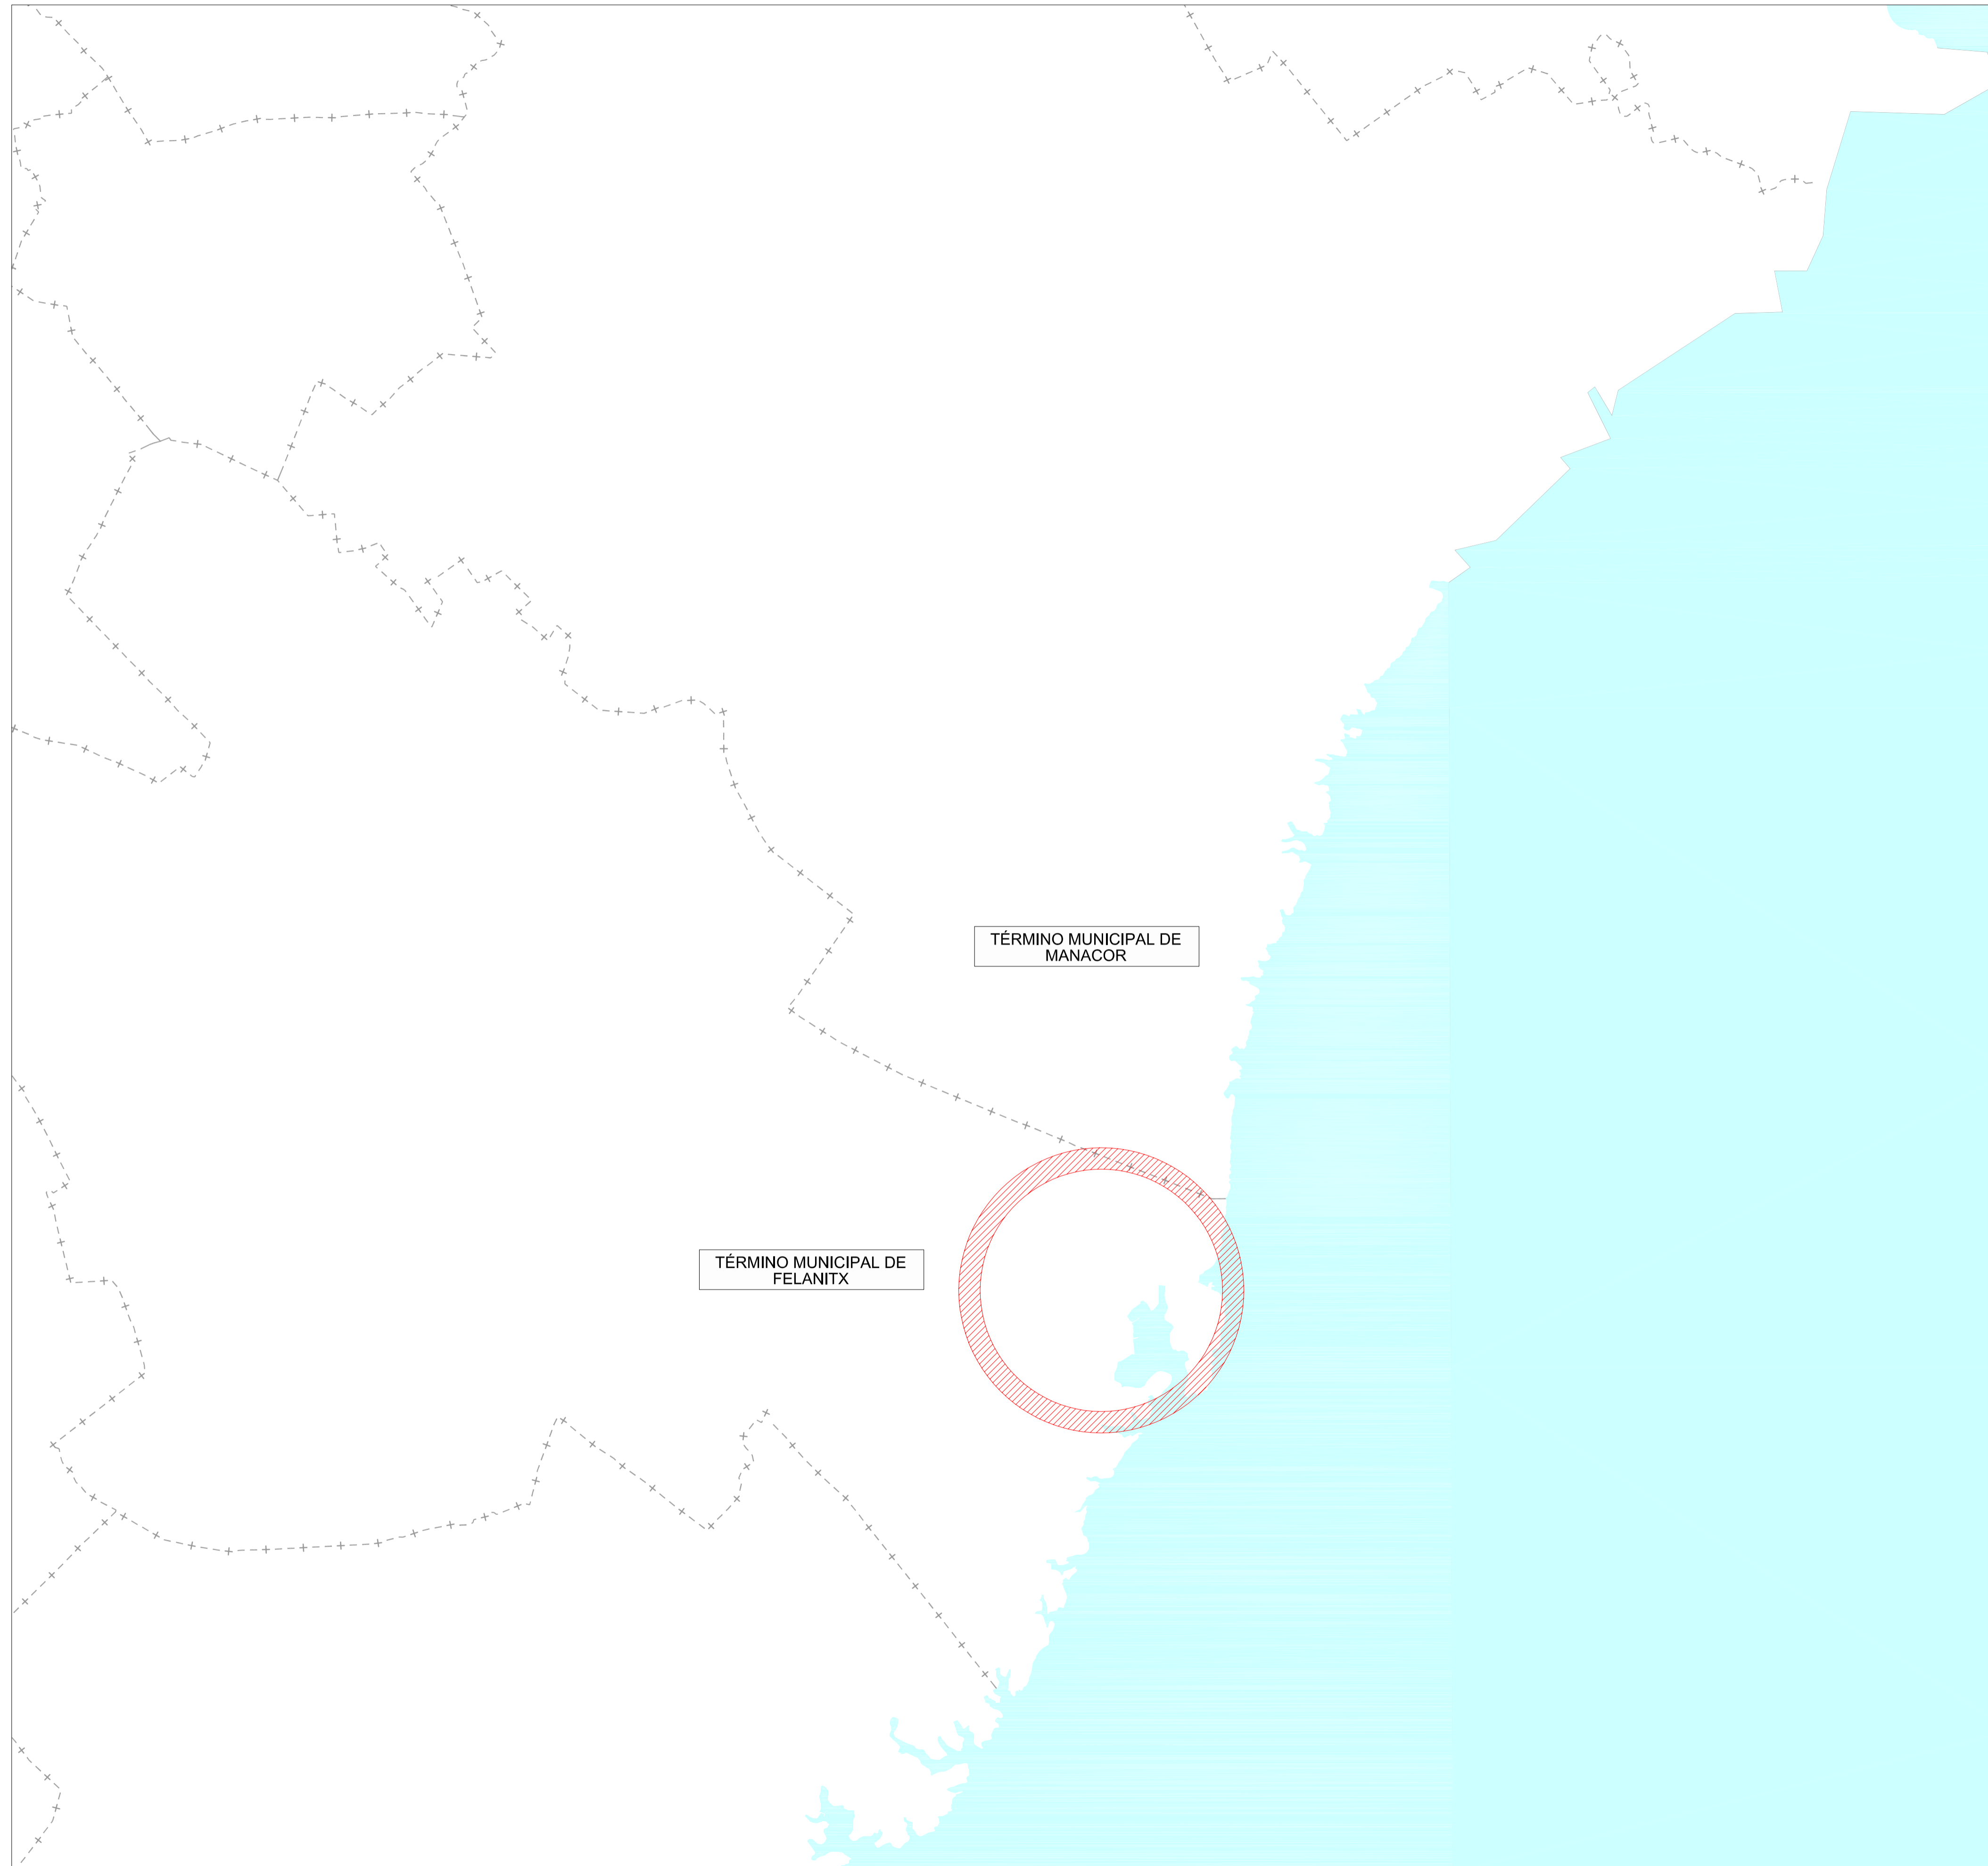 TÉRMINO MUNICIPAL DE
MANACOR
TÉRMINO MUNICIPAL DE
FELANITX